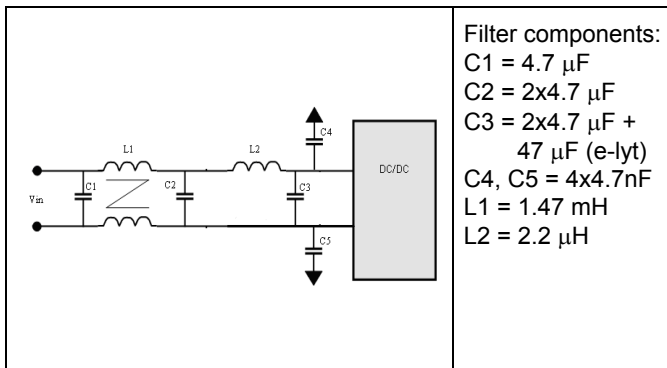 L1
L2
C4
DC/DC
Vin
C1
C2
C3
C5
Filter components:
C1 = 4.7 μF
C2 = 2x4.7 μF
C3 = 2x4.7 μF +
47 μF (e-lyt)
C4, C5 = 4x4.7nF
L1 = 1.47 mH
L2 = 2.2 μH